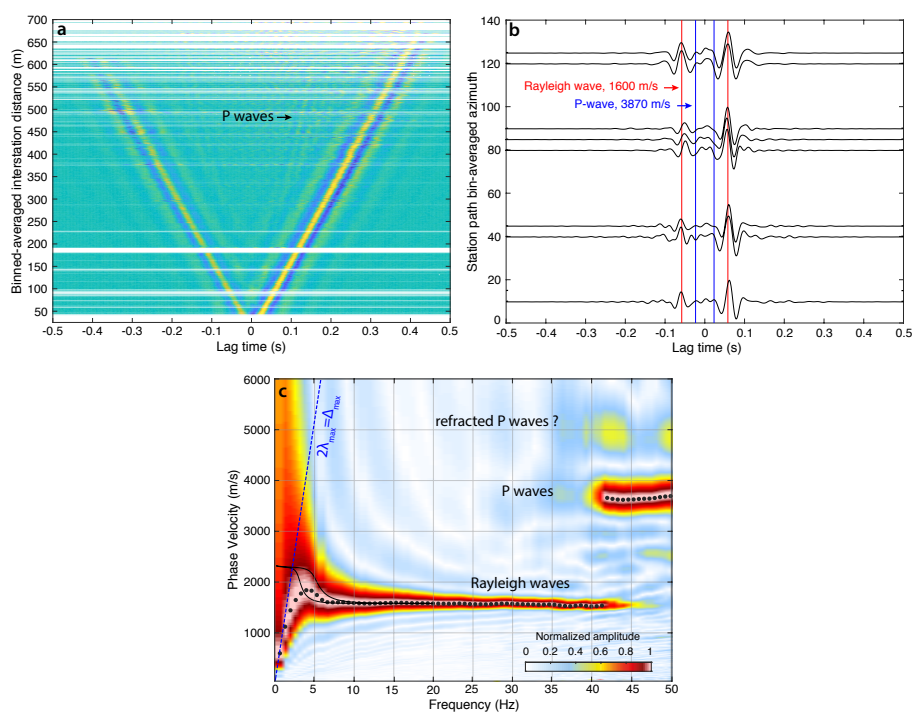 a
Binned-averaged interstation distance (m)
700
650
600
550
500
450
400
350
300
250
200
150
100
50
P waves
-0.5 -0.4 -0.3 -0.2 -0.1 0 0.1 0.2 0.3 0.4 0.5
Lag time (s)
b
Station path bin-averaged azimuth
140
120
100
80
60
40
20
0
Rayleigh wave, 1600 m/s
P-wave, 3870 m/s
-0.5 -0.4 -0.3 -0.2 -0.1 0 0.1 0.2 0.3 0.4 0.5
Lag time (s)
c
Phase Velocity (m/s)
6000
5000
4000
3000
2000
1000
2λmax=Δmax
refracted P waves ?
P waves
Rayleigh waves
Normalized amplitude
0 0.2 0.4 0.6 0.8 1
0 5 10 15 20 25 30 35 40 45 50
Frequency (Hz)